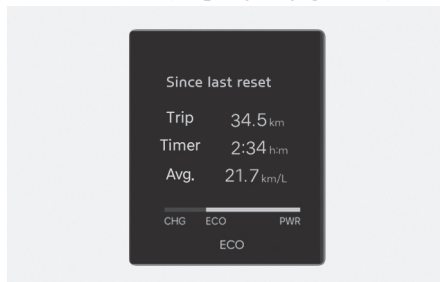 Since last reset
Trip 34.5 km
Timer 2:34 h:m
Avg. 21.7 km/L
CHG ECO PWR
ECO